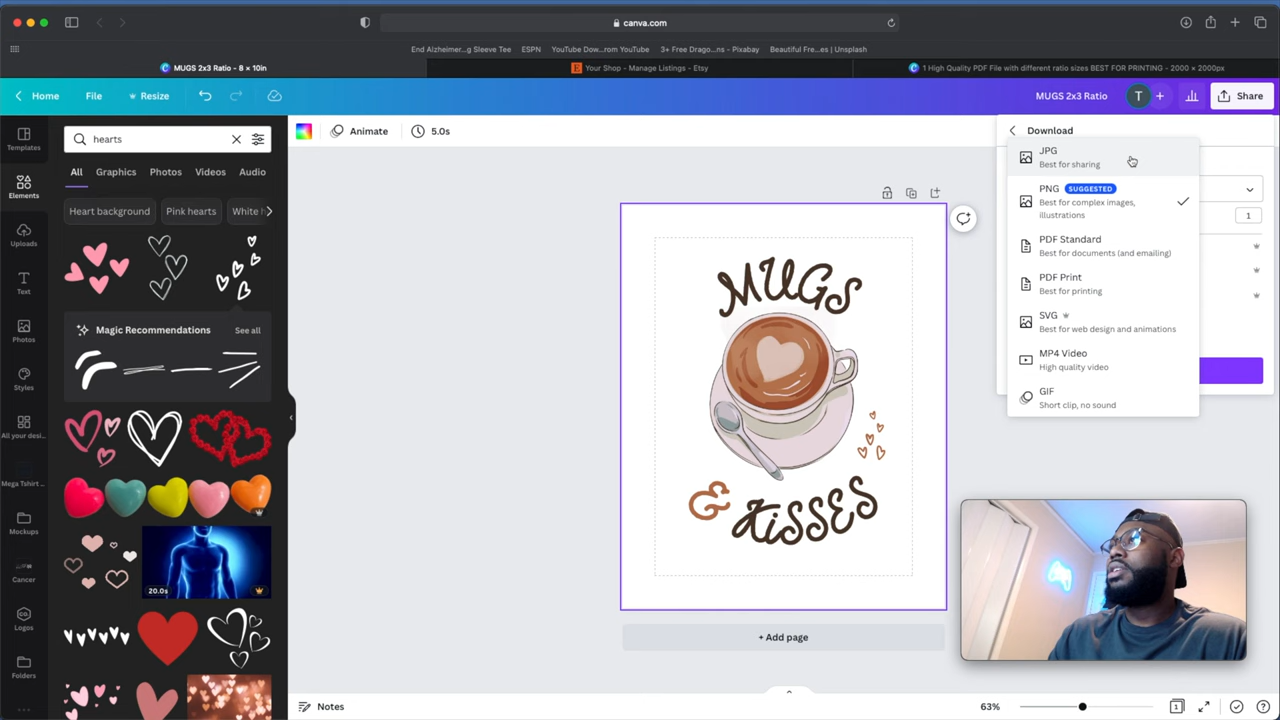 canva.com
End Alzheimer...g Sleeve Tee
ESPN
YouTube Dow...rom YouTube
3+ Free Drago...ns - Pixabay
Beautiful Fre...es | Unsplash
MUGS 2x3 Ratio - 8 × 10in
Your Shop - Manage Listings - Etsy
1 High Quality PDF File with different ratio sizes BEST FOR PRINTING - 2000 × 2000px
Home
File
Resize
MUGS 2x3 Ratio
T
Share
Templates
Elements
Uploads
Text
Photos
Styles
All your desi...
Mega Tshirt ...
Mockups
Cancer
Logos
Folders
hearts
All
Graphics
Photos
Videos
Audio
Heart background
Pink hearts
White h
Magic Recommendations
See all
20.0s
Animate
5.0s
MUGS
& KISSES
+ Add page
Download
JPG
Best for sharing
PNG SUGGESTED
Best for complex images,
illustrations
PDF Standard
Best for documents (and emailing)
PDF Print
Best for printing
SVG
Best for web design and animations
MP4 Video
High quality video
GIF
Short clip, no sound
1
Notes
63%
1